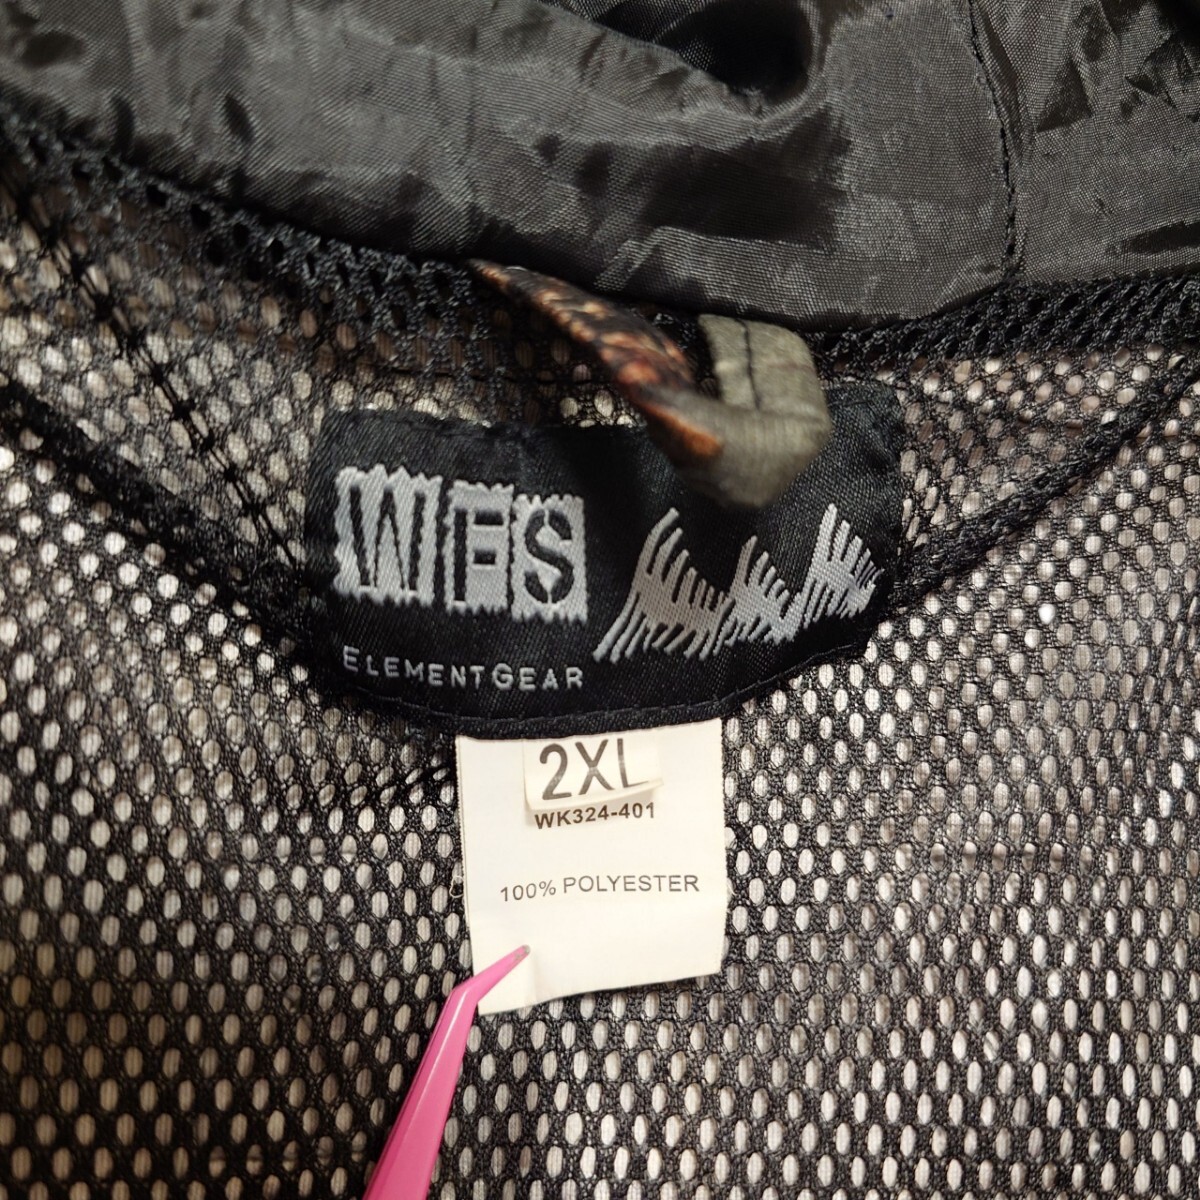 WFS
ELEMENTGEAR
2XL
WK324-401
100% POLYESTER